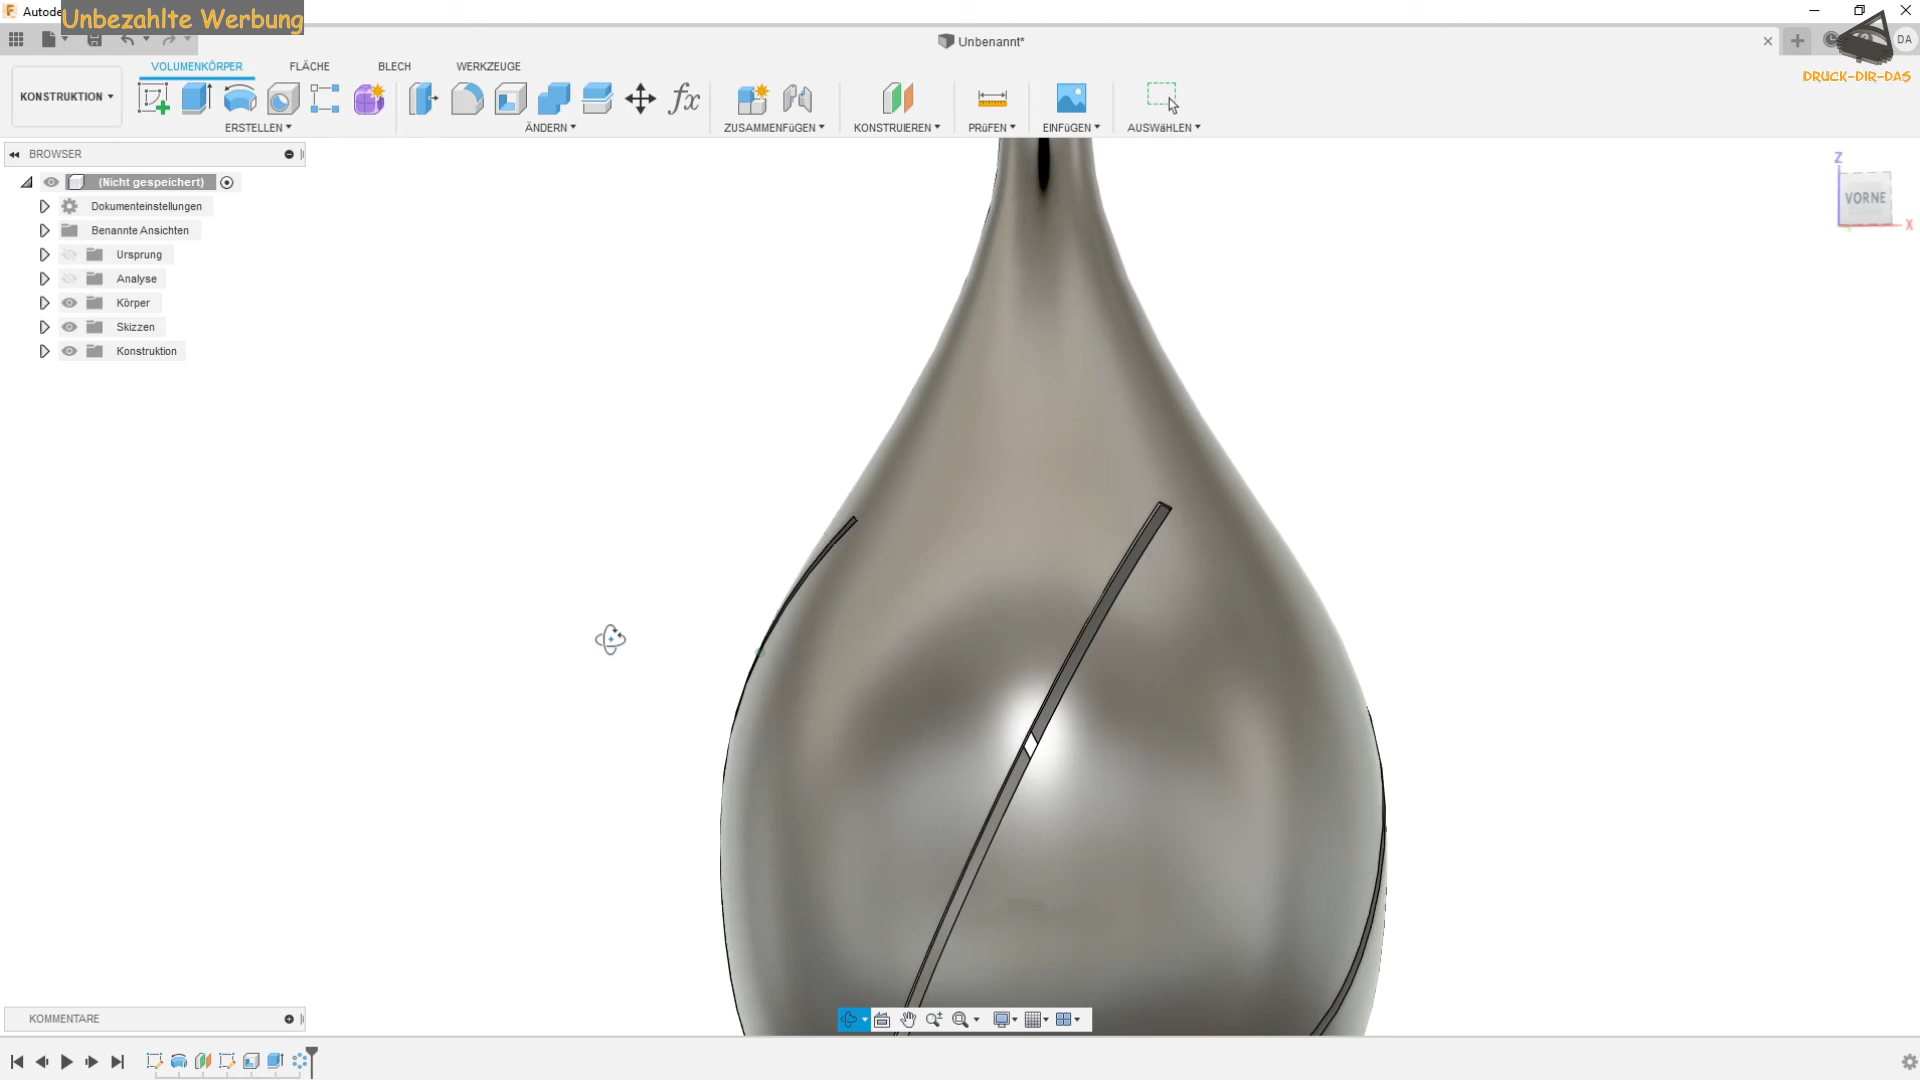 Autode
Unbezahlte Werbung
Unbenannt*
DA
DRUCK-DIR-DAS
KONSTRUKTION
VOLUMENKÖRPER
FLÄCHE
BLECH
WERKZEUGE
fx
ERSTELLEN
ÄNDERN
ZUSAMMENFÜGEN
KONSTRUIEREN
PRÜFEN
EINFÜGEN
AUSWÄHLEN
BROWSER
(Nicht gespeichert)
Dokumenteinstellungen
Benannte Ansichten
Ursprung
Analyse
Körper
Skizzen
Konstruktion
Z
VORNE
X
KOMMENTARE